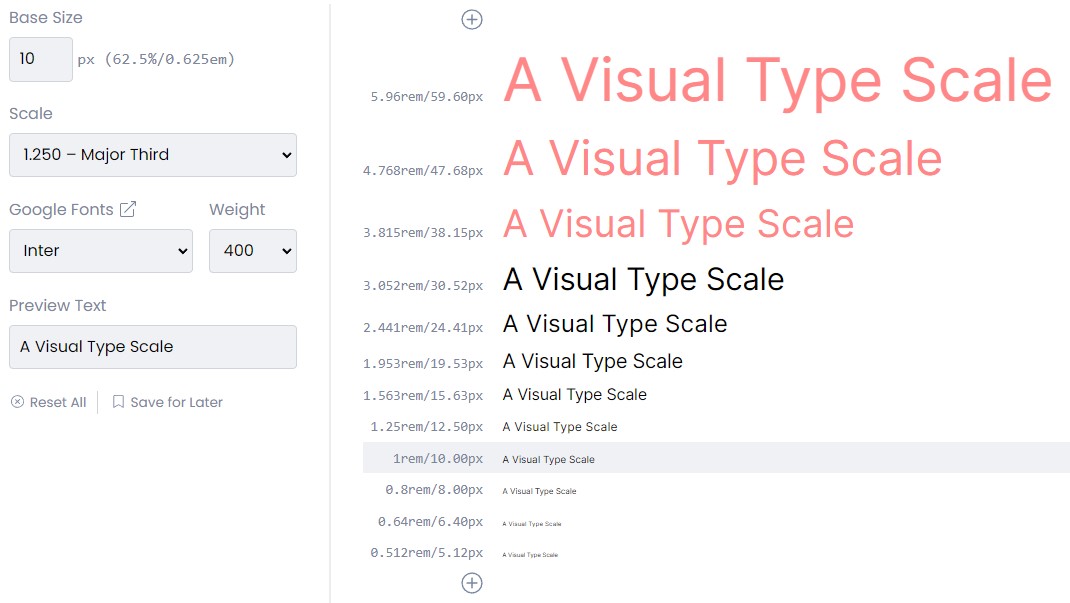 Base Size
10 px (62.5%/0.625em)
Scale
1.250 – Major Third
Google Fonts Weight
Inter 400
Preview Text
A Visual Type Scale
Reset All Save for Later
5.96rem/59.60px A Visual Type Scale
4.768rem/47.68px A Visual Type Scale
3.815rem/38.15px A Visual Type Scale
3.052rem/30.52px A Visual Type Scale
2.441rem/24.41px A Visual Type Scale
1.953rem/19.53px A Visual Type Scale
1.563rem/15.63px A Visual Type Scale
1.25rem/12.50px A Visual Type Scale
1rem/10.00px A Visual Type Scale
0.8rem/8.00px A Visual Type Scale
0.64rem/6.40px A Visual Type Scale
0.512rem/5.12px A Visual Type Scale